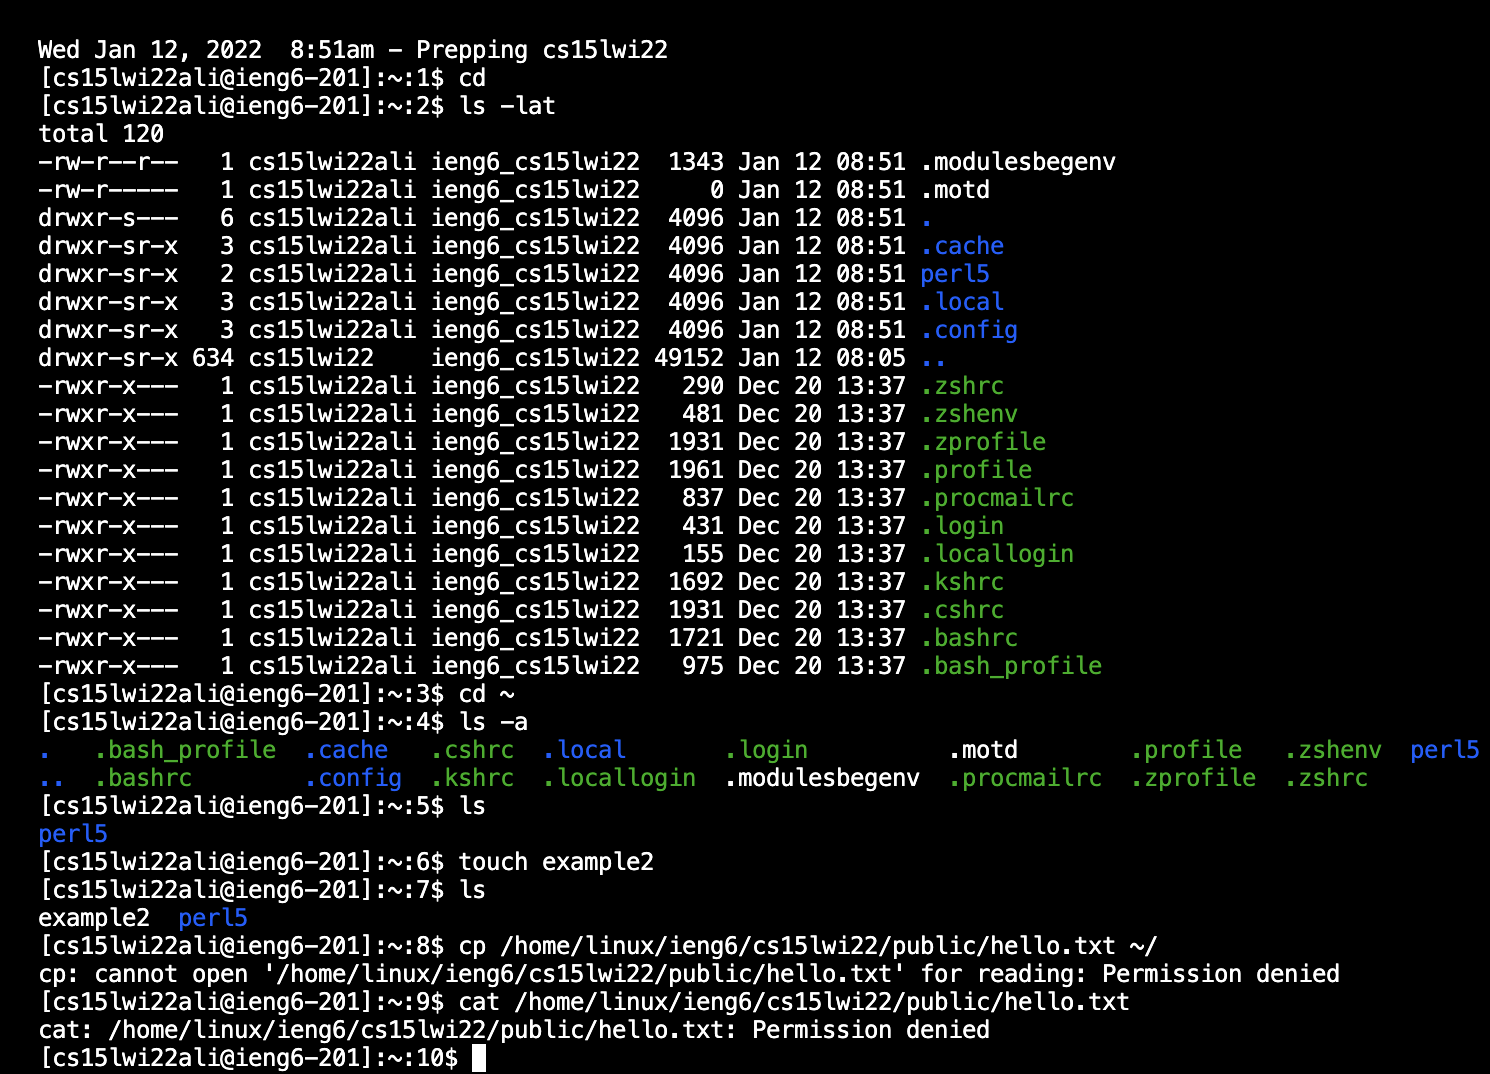 Wed Jan 12, 2022  8:51am - Prepping cs15lwi22
[cs15lwi22ali@ieng6-201]:~:1$ cd
[cs15lwi22ali@ieng6-201]:~:2$ ls -lat
total 120
-rw-r--r--   1 cs15lwi22ali ieng6_cs15lwi22  1343 Jan 12 08:51 .modulesbegenv
-rw-r-----   1 cs15lwi22ali ieng6_cs15lwi22     0 Jan 12 08:51 .motd
drwxr-s---   6 cs15lwi22ali ieng6_cs15lwi22  4096 Jan 12 08:51 .
drwxr-sr-x   3 cs15lwi22ali ieng6_cs15lwi22  4096 Jan 12 08:51 .cache
drwxr-sr-x   2 cs15lwi22ali ieng6_cs15lwi22  4096 Jan 12 08:51 perl5
drwxr-sr-x   3 cs15lwi22ali ieng6_cs15lwi22  4096 Jan 12 08:51 .local
drwxr-sr-x   3 cs15lwi22ali ieng6_cs15lwi22  4096 Jan 12 08:51 .config
drwxr-sr-x 634 cs15lwi22    ieng6_cs15lwi22 49152 Jan 12 08:05 ..
-rwxr-x---   1 cs15lwi22ali ieng6_cs15lwi22   290 Dec 20 13:37 .zshrc
-rwxr-x---   1 cs15lwi22ali ieng6_cs15lwi22   481 Dec 20 13:37 .zshenv
-rwxr-x---   1 cs15lwi22ali ieng6_cs15lwi22  1931 Dec 20 13:37 .zprofile
-rwxr-x---   1 cs15lwi22ali ieng6_cs15lwi22  1961 Dec 20 13:37 .profile
-rwxr-x---   1 cs15lwi22ali ieng6_cs15lwi22   837 Dec 20 13:37 .procmailrc
-rwxr-x---   1 cs15lwi22ali ieng6_cs15lwi22   431 Dec 20 13:37 .login
-rwxr-x---   1 cs15lwi22ali ieng6_cs15lwi22   155 Dec 20 13:37 .locallogin
-rwxr-x---   1 cs15lwi22ali ieng6_cs15lwi22  1692 Dec 20 13:37 .kshrc
-rwxr-x---   1 cs15lwi22ali ieng6_cs15lwi22  1931 Dec 20 13:37 .cshrc
-rwxr-x---   1 cs15lwi22ali ieng6_cs15lwi22  1721 Dec 20 13:37 .bashrc
-rwxr-x---   1 cs15lwi22ali ieng6_cs15lwi22   975 Dec 20 13:37 .bash_profile
[cs15lwi22ali@ieng6-201]:~:3$ cd ~
[cs15lwi22ali@ieng6-201]:~:4$ ls -a
.   .bash_profile  .cache   .cshrc  .local       .login          .motd        .profile   .zshenv  perl5
..  .bashrc        .config  .kshrc  .locallogin  .modulesbegenv  .procmailrc  .zprofile  .zshrc
[cs15lwi22ali@ieng6-201]:~:5$ ls
perl5
[cs15lwi22ali@ieng6-201]:~:6$ touch example2
[cs15lwi22ali@ieng6-201]:~:7$ ls
example2  perl5
[cs15lwi22ali@ieng6-201]:~:8$ cp /home/linux/ieng6/cs15lwi22/public/hello.txt ~/
cp: cannot open '/home/linux/ieng6/cs15lwi22/public/hello.txt' for reading: Permission denied
[cs15lwi22ali@ieng6-201]:~:9$ cat /home/linux/ieng6/cs15lwi22/public/hello.txt
cat: /home/linux/ieng6/cs15lwi22/public/hello.txt: Permission denied
[cs15lwi22ali@ieng6-201]:~:10$